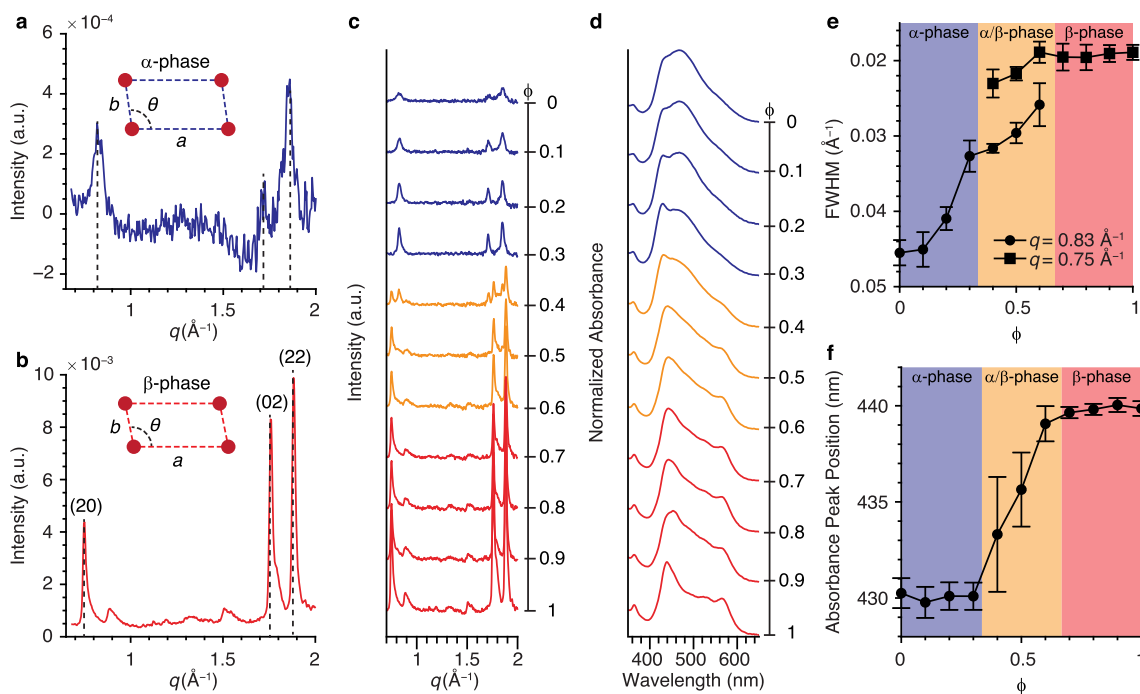 a
× 10⁻⁴
6
4
2
0
−2
Intensity (a.u.)
α-phase
b
θ
a
1
1.5
2
q(Å⁻¹)
b
× 10⁻³
10
8
6
4
2
0
Intensity (a.u.)
β-phase
b
θ
a
(20)
(02)
(22)
1
1.5
2
q(Å⁻¹)
c
Intensity (a.u.)
ϕ
0
0.1
0.2
0.3
0.4
0.5
0.6
0.7
0.8
0.9
1
1
2
q(Å⁻¹)
d
Normalized Absorbance
ϕ
0
0.1
0.2
0.3
0.4
0.5
0.6
0.7
0.8
0.9
1
400 500 600
Wavelength (nm)
e
α-phase α/β-phase β-phase
0.02
0.03
0.04
0.05
FWHM (Å⁻¹)
q = 0.83 Å⁻¹
q = 0.75 Å⁻¹
0 0.5 1
ϕ
f
α-phase α/β-phase β-phase
440
435
430
Absorbance Peak Position (nm)
0 0.5 1
ϕ